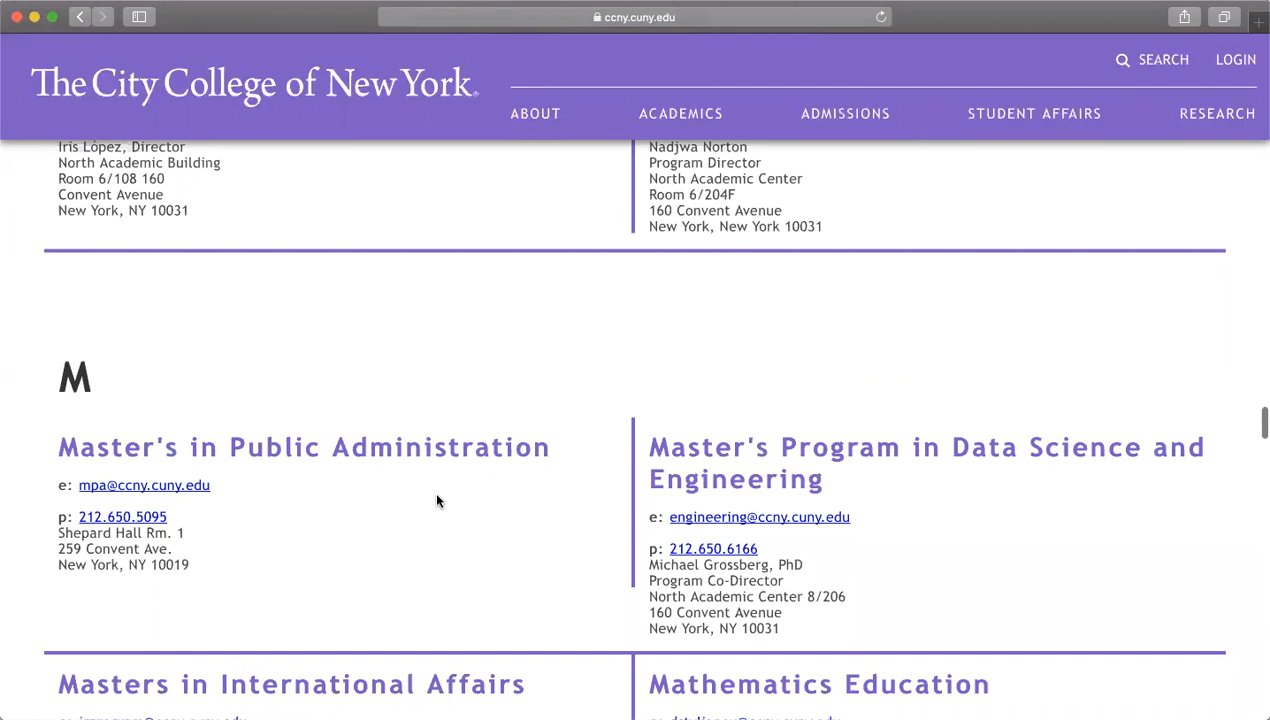 ccny.cuny.edu
The City College of New York
SEARCH
LOGIN
ABOUT
ACADEMICS
ADMISSIONS
STUDENT AFFAIRS
RESEARCH
Iris López, Director
North Academic Building
Room 6/108 160
Convent Avenue
New York, NY 10031
Nadjwa Norton
Program Director
North Academic Center
Room 6/204F
160 Convent Avenue
New York, New York 10031
M
Master's in Public Administration
e: mpa@ccny.cuny.edu
p: 212.650.5095
Shepard Hall Rm. 1
259 Convent Ave.
New York, NY 10019
Master's Program in Data Science and
Engineering
e: engineering@ccny.cuny.edu
p: 212.650.6166
Michael Grossberg, PhD
Program Co-Director
North Academic Center 8/206
160 Convent Avenue
New York, NY 10031
Masters in International Affairs
Mathematics Education